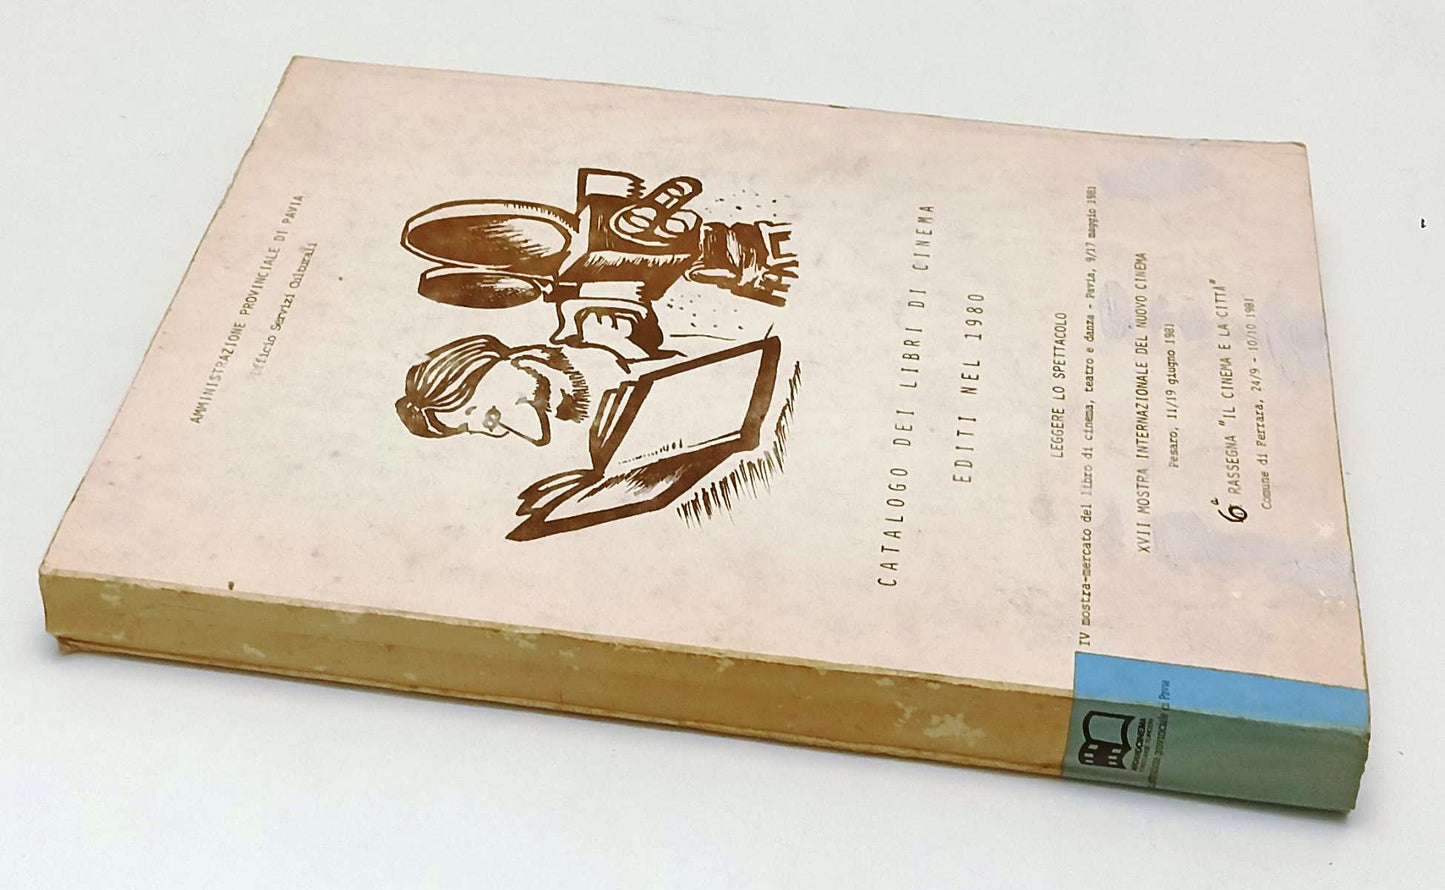 AMMINISTRAZIONE PROVINCIALE DI PAVIA
Ufficio Servizi Culturali
CATALOGO DEI LIBRI DI CINEMA
EDITI NEL 1980
LEGGERE LO SPETTACOLO
IV mostra-mercato del libro di cinema, teatro e danza - Pavia, 9/17 maggio 1981
XVII MOSTRA INTERNAZIONALE DEL NUOVO CINEMA
Pesaro, 11/19 giugno 1981
6ª RASSEGNA "IL CINEMA E LA CITTÀ"
Comune di Ferrara, 24/9 - 10/10 1981
provinciale di Pavia